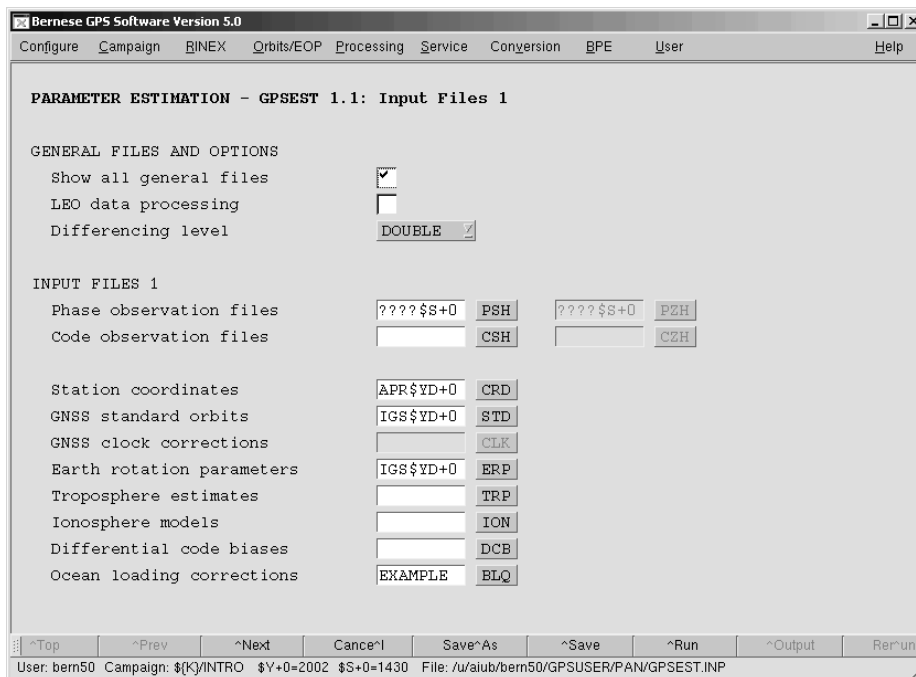 Bernese GPS Software Version 5.0
Configure Campaign RINEX Orbits/EOP Processing Service Conversion BPE User Help
PARAMETER ESTIMATION - GPSEST 1.1: Input Files 1
GENERAL FILES AND OPTIONS
Show all general files
LEO data processing
Differencing level DOUBLE
INPUT FILES 1
Phase observation files ????$S+0 PSH ????$S+0 PZH
Code observation files CSH CZH
Station coordinates APR$YD+0 CRD
GNSS standard orbits IGS$YD+0 STD
GNSS clock corrections CLK
Earth rotation parameters IGS$YD+0 ERP
Troposphere estimates TRP
Ionosphere models ION
Differential code biases DCB
Ocean loading corrections EXAMPLE BLQ
^Top ^Prev ^Next Cance^l Save^As ^Save ^Run ^Output Rer^un
User: bern50 Campaign: ${K}/INTRO $Y+0=2002 $S+0=1430 File: /u/aiub/bern50/GPSUSER/PAN/GPSEST.INP